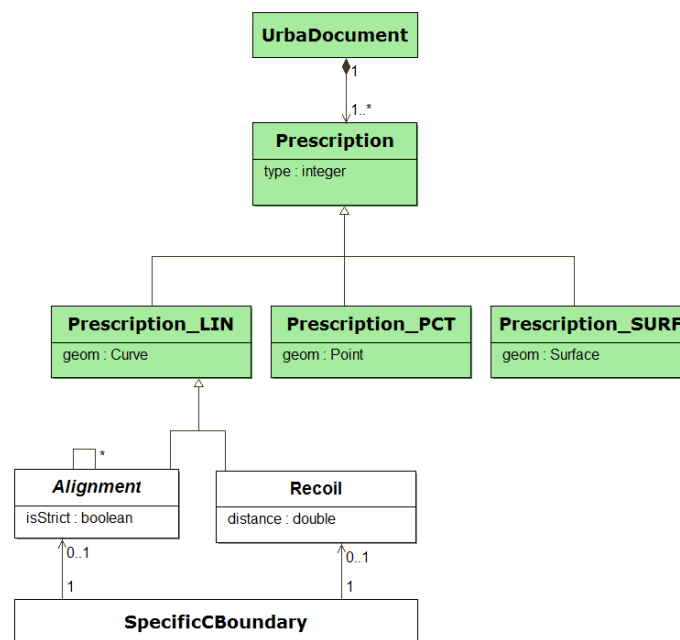 UrbaDocument
1
1..*
Prescription
type : integer
Prescription_LIN
geom : Curve
Prescription_PCT
geom : Point
Prescription_SURF
geom : Surface
*
Alignment
isStrict : boolean
Recoil
distance : double
0..1
0..1
1
1
SpecificCBoundary